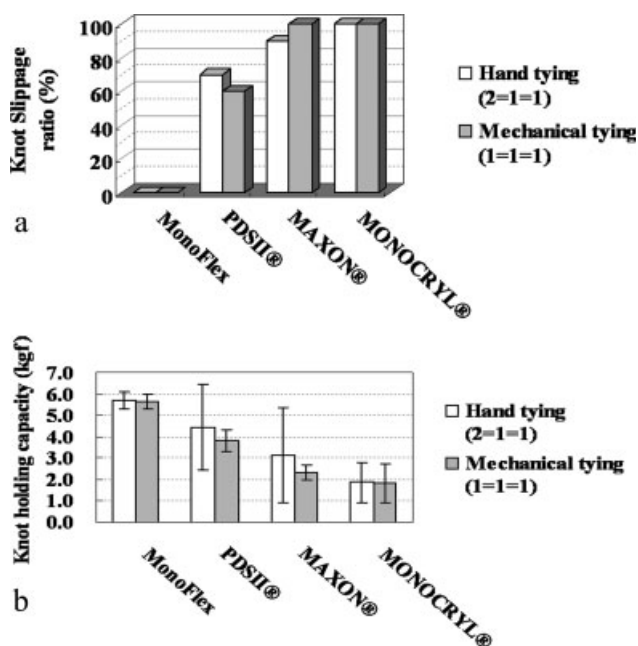 a
Knot Slippage
ratio (%)
100
80
60
40
20
0
MonoFlex
PDSII®
MAXON®
MONOCRYL®
Hand tying
(2=1=1)
Mechanical tying
(1=1=1)
b
Knot holding capacity (kgf)
7.0
6.0
5.0
4.0
3.0
2.0
1.0
0.0
MonoFlex
PDSII®
MAXON®
MONOCRYL®
Hand tying
(2=1=1)
Mechanical tying
(1=1=1)